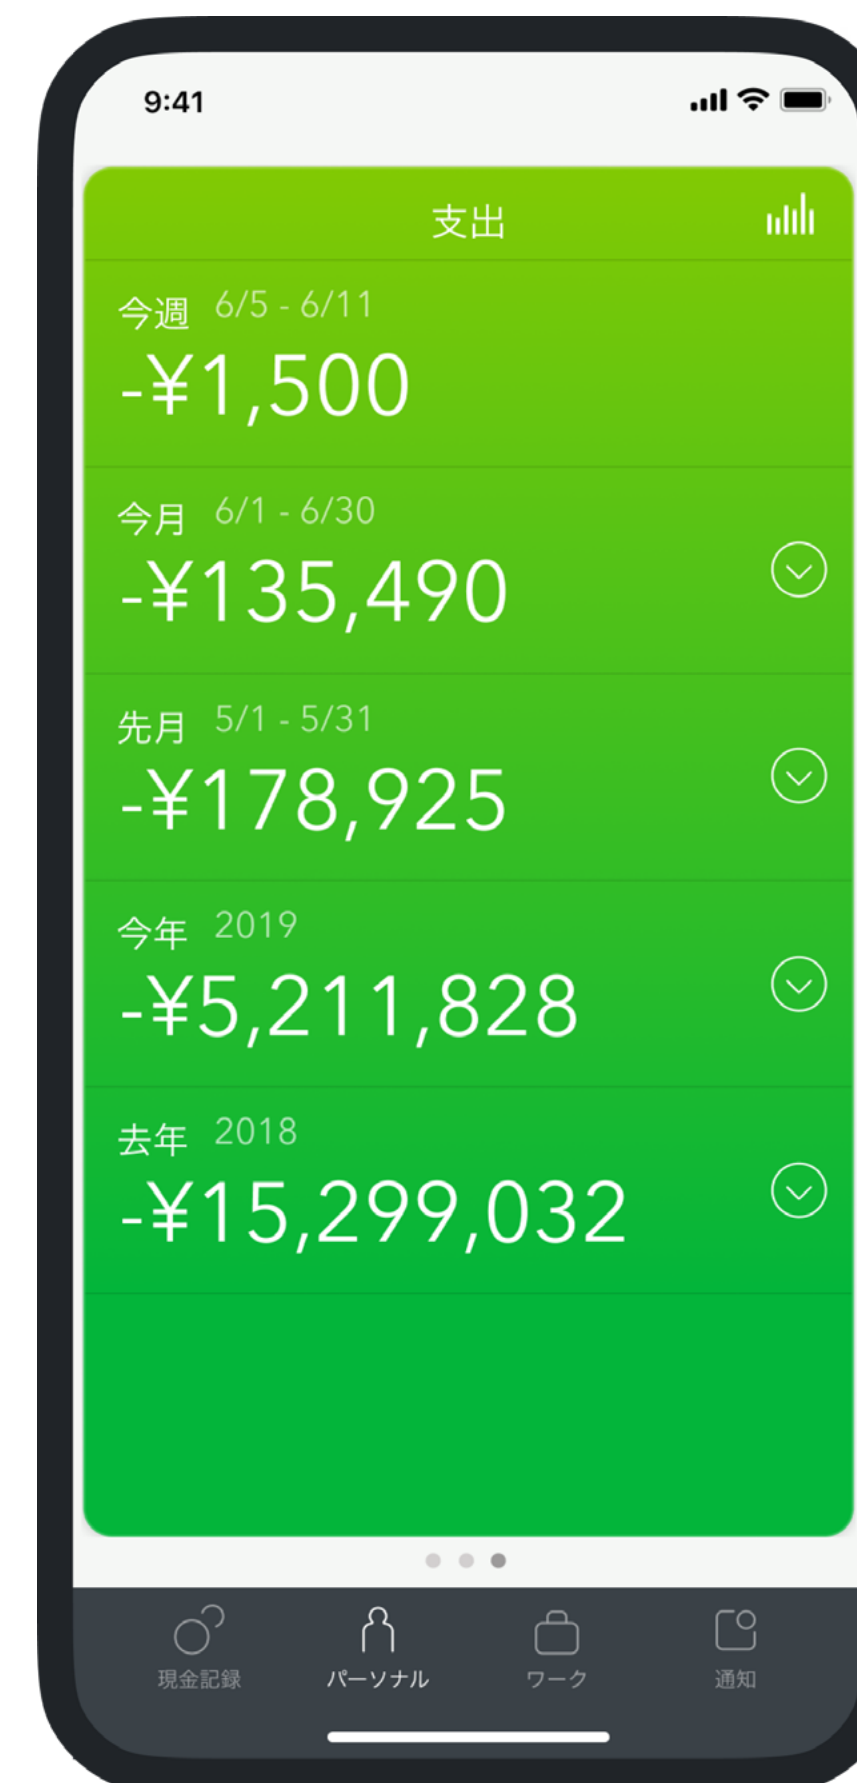 9:41
支出
今週 6/5 - 6/11
-¥1,500
今月 6/1 - 6/30
-¥135,490
先月 5/1 - 5/31
-¥178,925
今年 2019
-¥5,211,828
去年 2018
-¥15,299,032
現金記録 パーソナル ワーク 通知